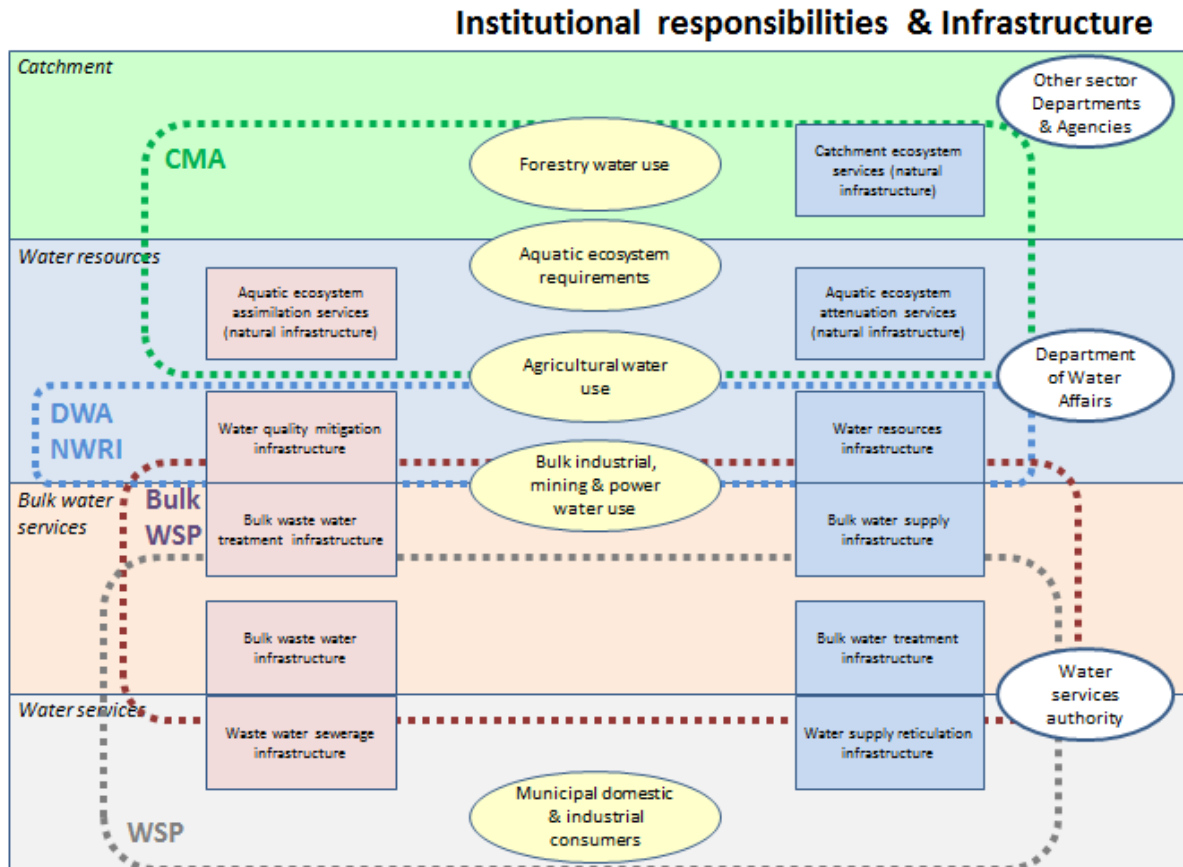 Institutional responsibilities & Infrastructure
Catchment
Other sector
Departments
& Agencies
CMA
Forestry water use
Catchment ecosystem
services (natural
infrastructure)
Water resources
Aquatic ecosystem
requirements
Aquatic ecosystem
assimilation services
(natural infrastructure)
Aquatic ecosystem
attenuation services
(natural infrastructure)
Agricultural water
use
Department
of Water
Affairs
DWA
NWRI
Water quality mitigation
infrastructure
Water resources
infrastructure
Bulk industrial,
mining & power
water use
Bulk water
services
Bulk
WSP
Bulk waste water
treatment infrastructure
Bulk water supply
infrastructure
Bulk waste water
infrastructure
Bulk water treatment
infrastructure
Water
services
authority
Water services
Waste water sewerage
infrastructure
Water supply reticulation
infrastructure
Municipal domestic
& industrial
consumers
WSP